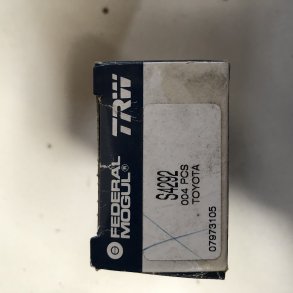 FEDERAL
MOGUL®
TRW
S4292
004 PCS
TOYOTA
07973105